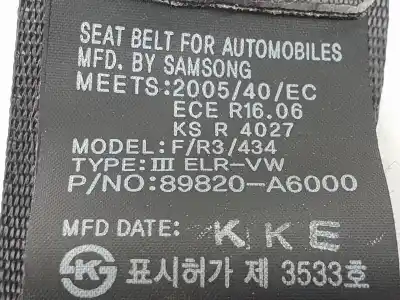 SEAT BELT FOR AUTOMOBILES
MFD. BY SAMSONG
MEETS:2005/40/EC
ECE R16.06
KS R 4027
MODEL: F/R3/434
TYPE: III ELR-VW
P/NO:89820-A6000
MFD DATE: K K E
표시허가 제 3533호